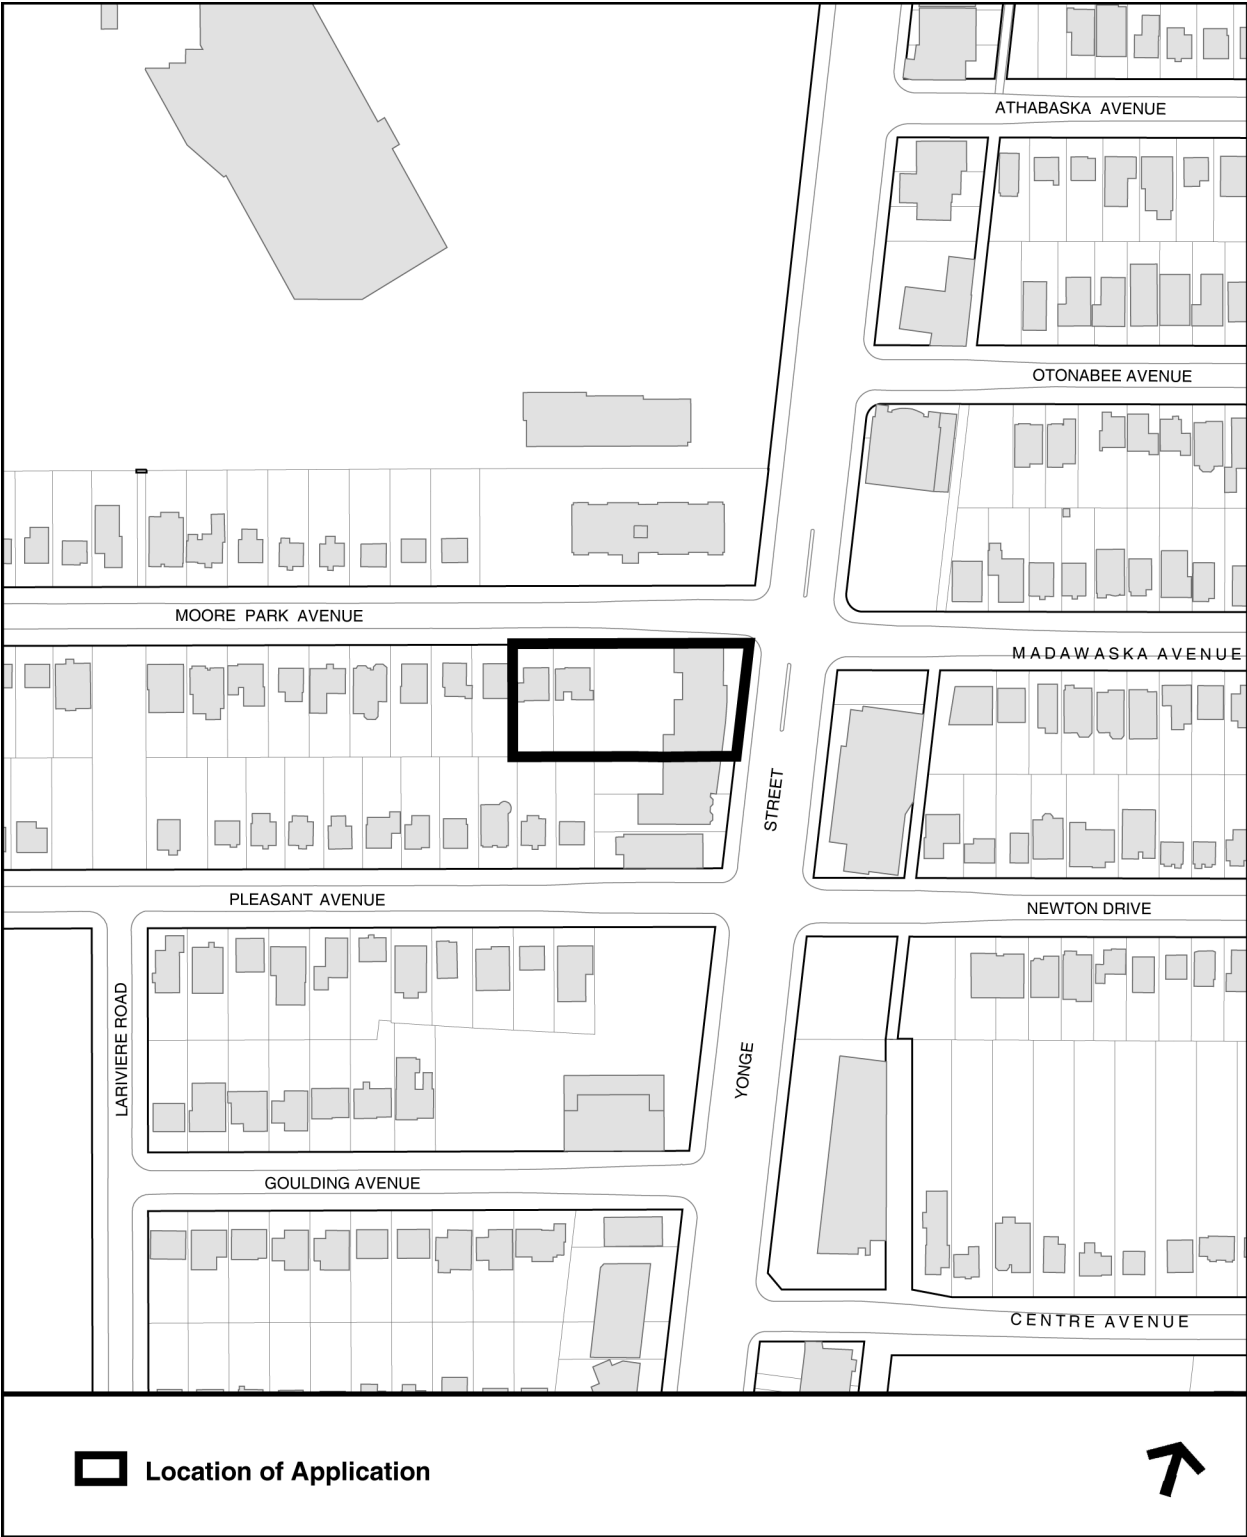 ATHABASKA AVENUE
OTONABEE AVENUE
MOORE PARK AVENUE
MADAWASKA AVENUE
STREET
PLEASANT AVENUE
NEWTON DRIVE
LARIVIERE ROAD
YONGE
GOULDING AVENUE
CENTRE AVENUE
Location of Application